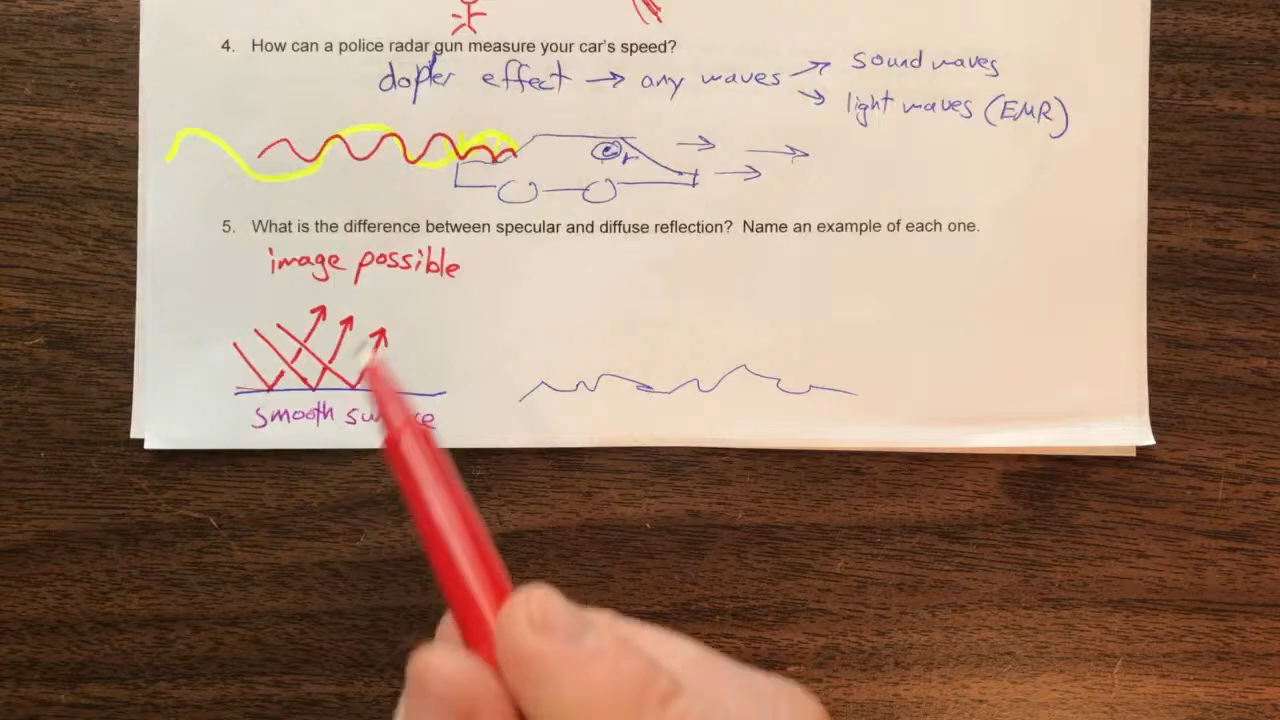 4. How can a police radar gun measure your car's speed?
dopler effect → any waves → sound waves
→ light waves (EMR)
5. What is the difference between specular and diffuse reflection? Name an example of each one.
image possible
smooth